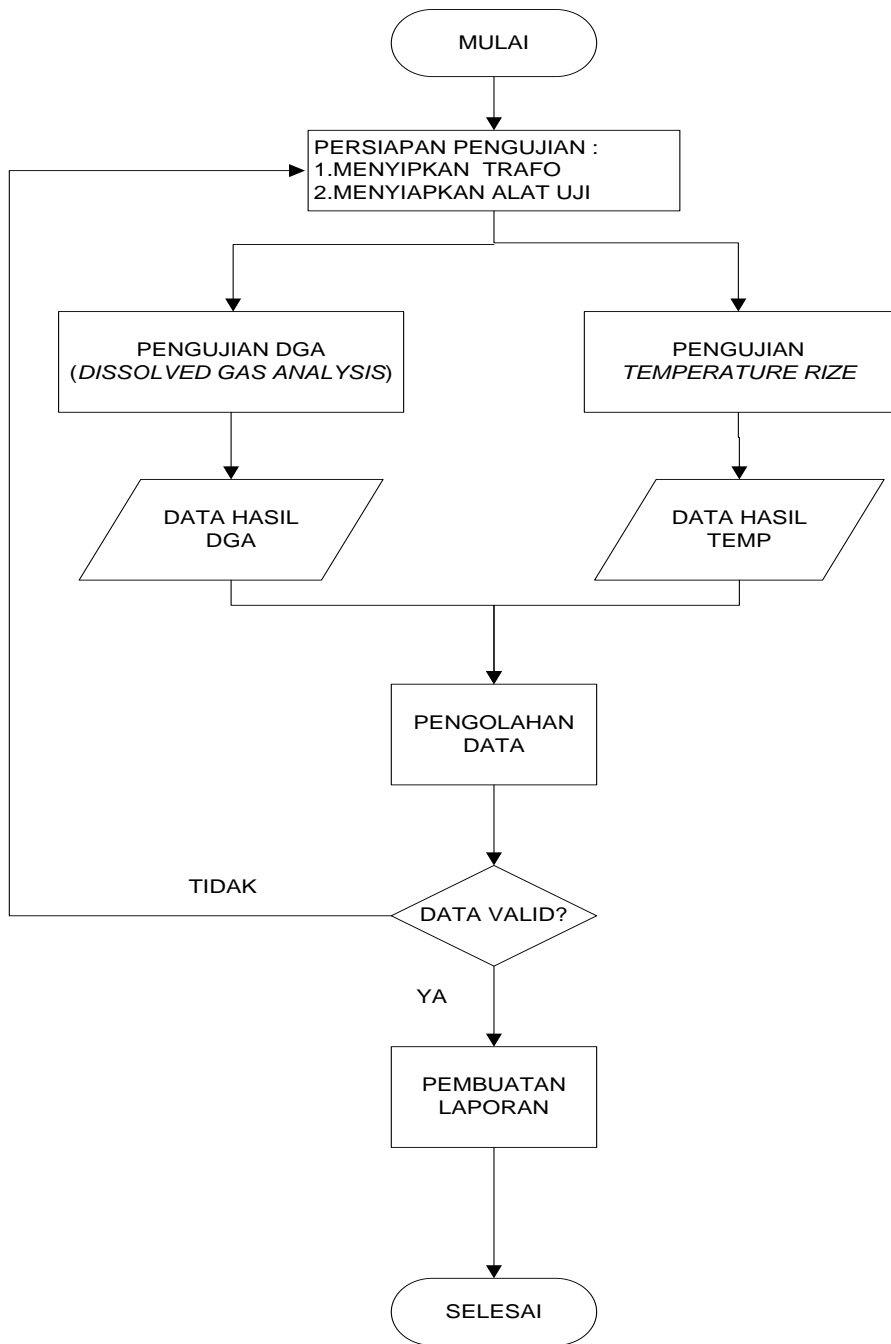 MULAI
PERSIAPAN PENGUJIAN :
1.MENYIPKAN  TRAFO
2.MENYIAPKAN ALAT UJI
PENGUJIAN DGA
(DISSOLVED GAS ANALYSIS)
PENGUJIAN
TEMPERATURE RIZE
DATA HASIL
DGA
DATA HASIL
TEMP
PENGOLAHAN
DATA
TIDAK
DATA VALID?
YA
PEMBUATAN
LAPORAN
SELESAI